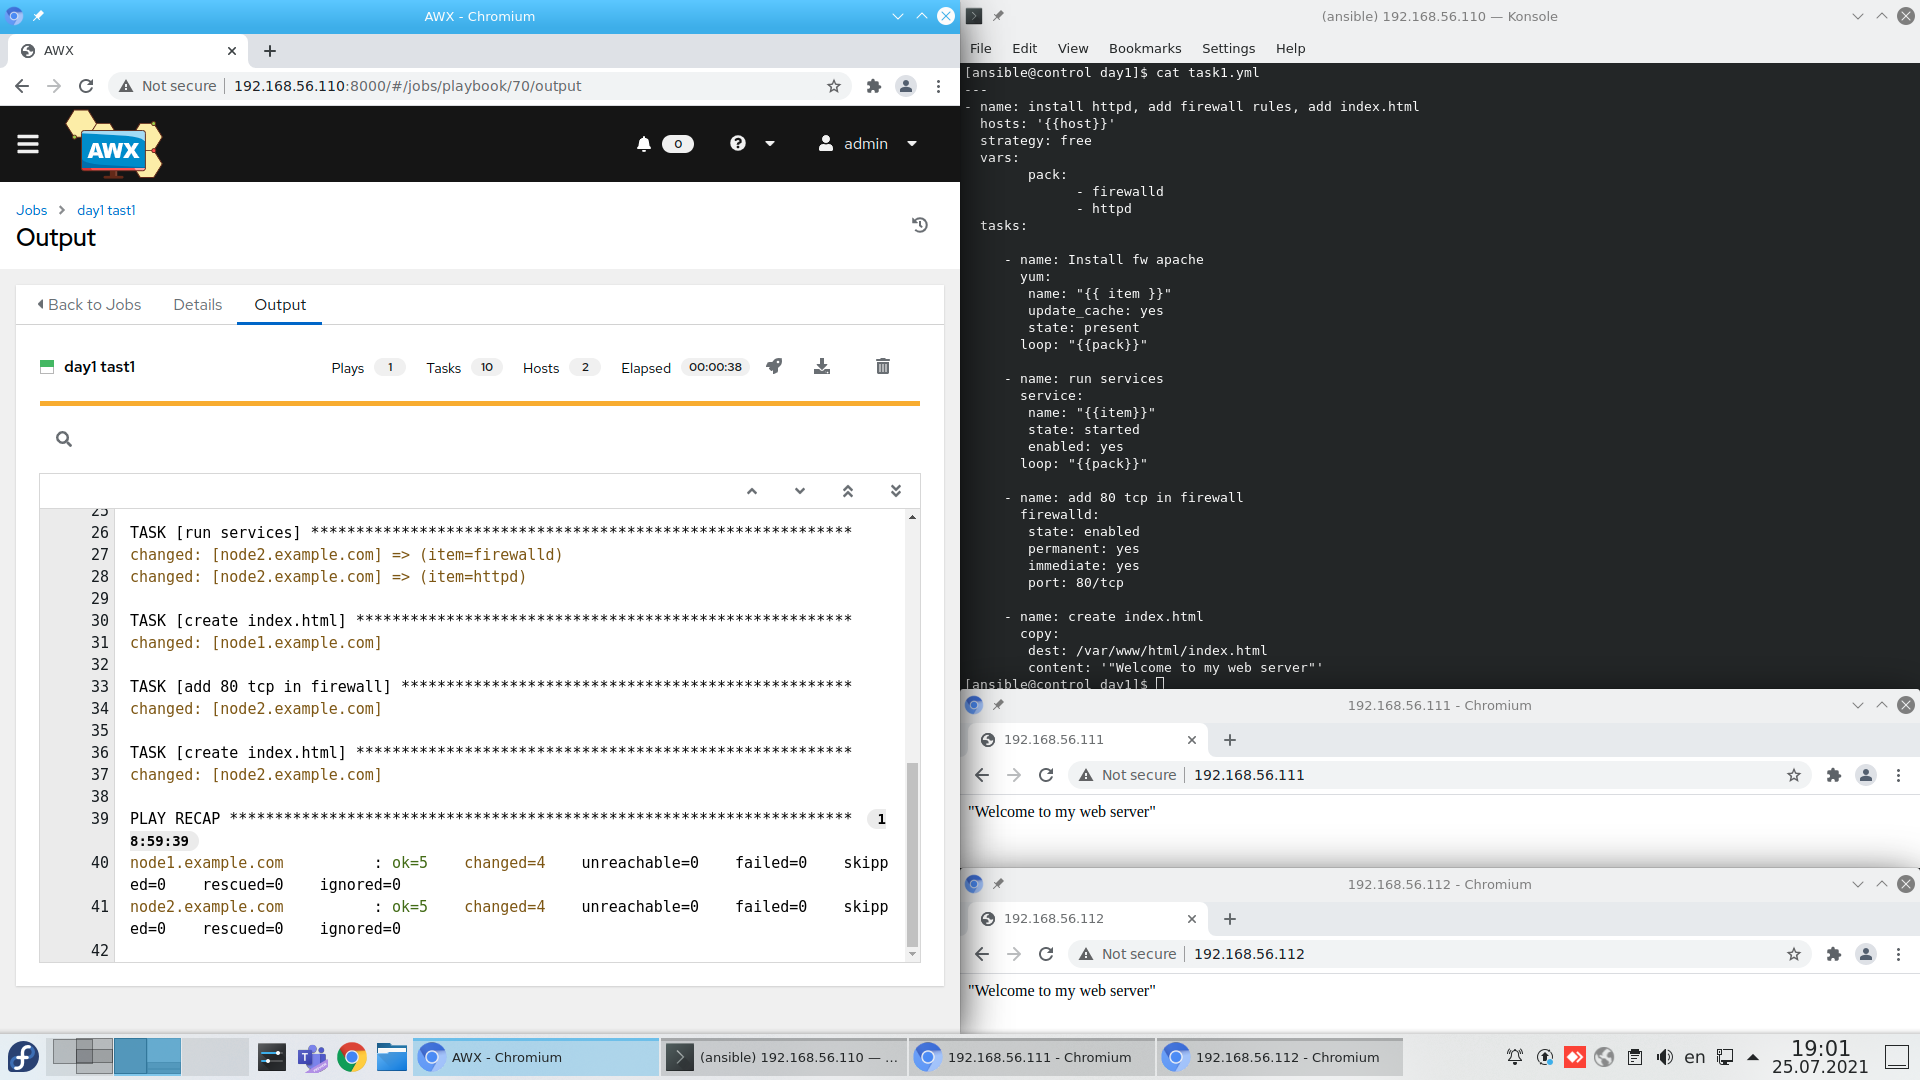 AWX - Chromium
AWX
Not secure 192.168.56.110:8000/#/jobs/playbook/70/output
AWX
0
admin
Jobs
day1 tast1
Output
Back to Jobs
Details
Output
day1 tast1
Plays 1
Tasks 10
Hosts 2
Elapsed 00:00:38
25
26 TASK [run services] ************************************************************
27 changed: [node2.example.com] => (item=firewalld)
28 changed: [node2.example.com] => (item=httpd)
29
30 TASK [create index.html] *******************************************************
31 changed: [node1.example.com]
32
33 TASK [add 80 tcp in firewall] **************************************************
34 changed: [node2.example.com]
35
36 TASK [create index.html] *******************************************************
37 changed: [node2.example.com]
38
39 PLAY RECAP ********************************************************************* 1
8:59:39
40 node1.example.com          : ok=5    changed=4    unreachable=0    failed=0    skipp
ed=0    rescued=0    ignored=0
41 node2.example.com          : ok=5    changed=4    unreachable=0    failed=0    skipp
ed=0    rescued=0    ignored=0
42
(ansible) 192.168.56.110 — Konsole
File Edit View Bookmarks Settings Help
[ansible@control day1]$ cat task1.yml
---
- name: install httpd, add firewall rules, add index.html
  hosts: '{{host}}'
  strategy: free
  vars:
        pack:
              - firewalld
              - httpd
  tasks:

     - name: Install fw apache
       yum:
        name: "{{ item }}"
        update_cache: yes
        state: present
       loop: "{{pack}}"

     - name: run services
       service:
        name: "{{item}}"
        state: started
        enabled: yes
       loop: "{{pack}}"

     - name: add 80 tcp in firewall
       firewalld:
        state: enabled
        permanent: yes
        immediate: yes
        port: 80/tcp

     - name: create index.html
       copy:
        dest: /var/www/html/index.html
        content: '"Welcome to my web server"'
[ansible@control day1]$
192.168.56.111 - Chromium
192.168.56.111
Not secure 192.168.56.111
"Welcome to my web server"
192.168.56.112 - Chromium
192.168.56.112
Not secure 192.168.56.112
"Welcome to my web server"
AWX - Chromium
(ansible) 192.168.56.110 — ...
192.168.56.111 - Chromium
192.168.56.112 - Chromium
en
19:01
25.07.2021